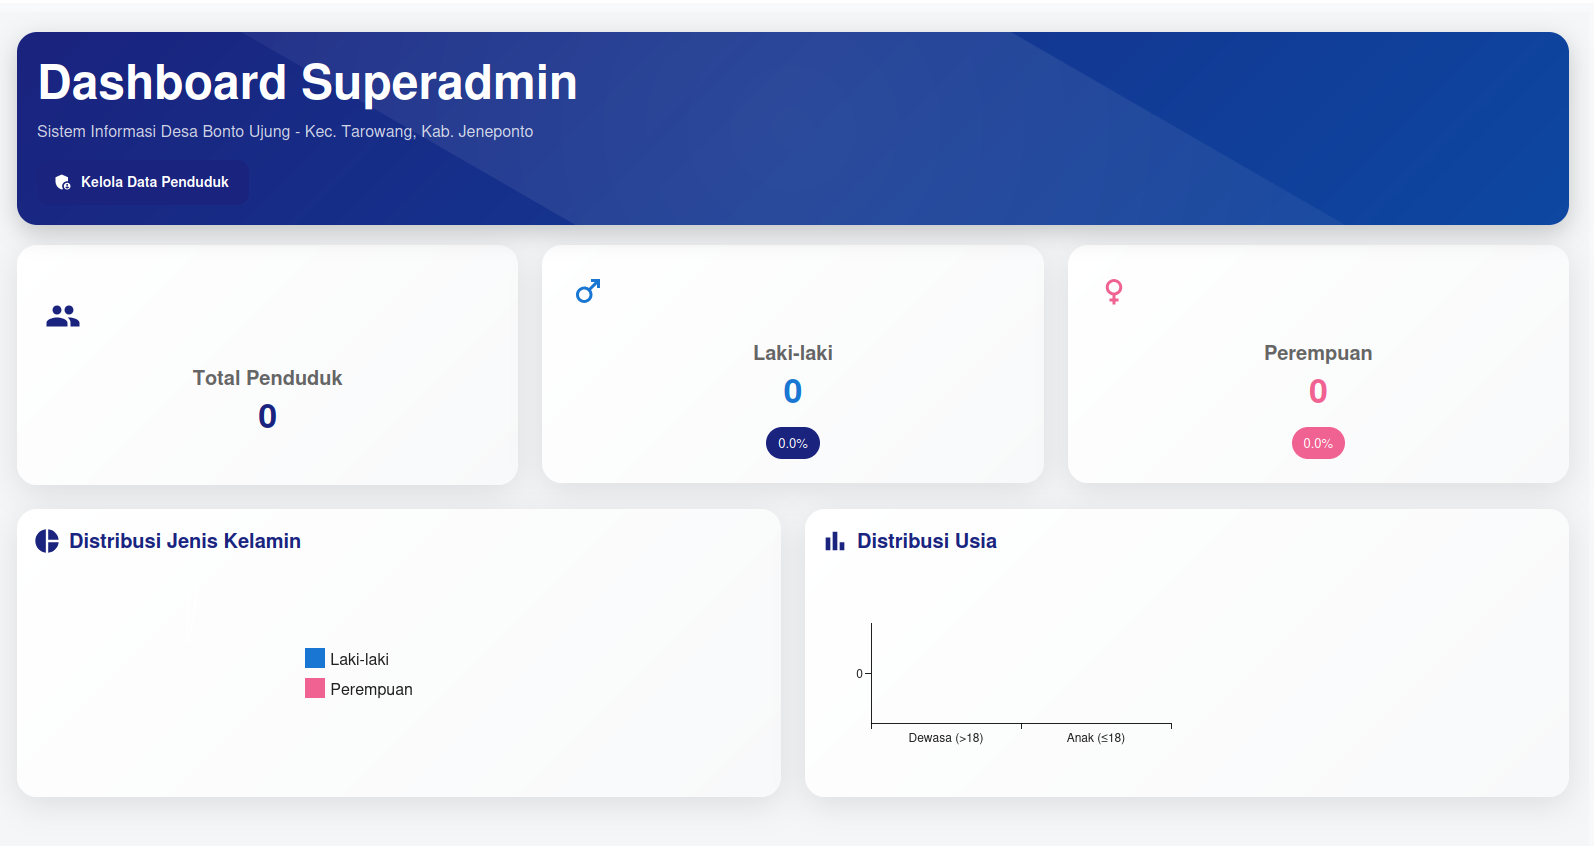 Dashboard Superadmin
Sistem Informasi Desa Bonto Ujung - Kec. Tarowang, Kab. Jeneponto
Kelola Data Penduduk
Total Penduduk
0
Laki-laki
0
0.0%
Perempuan
0
0.0%
Distribusi Jenis Kelamin
Laki-laki
Perempuan
Distribusi Usia
0
Dewasa (>18)
Anak (≤18)